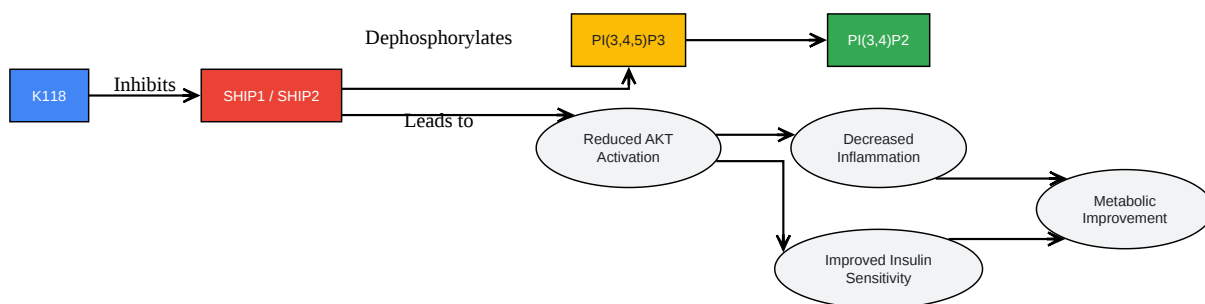 Dephosphorylates
PI(3,4,5)P3
PI(3,4)P2
K118
Inhibits
SHIP1 / SHIP2
Leads to
Reduced AKT
Activation
Decreased
Inflammation
Metabolic
Improvement
Improved Insulin
Sensitivity